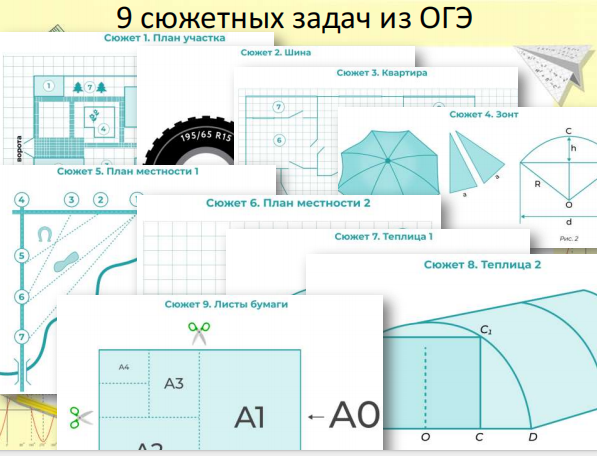 9 сюжетных задач из ОГЭ
Сюжет 1. План участка
1
7
4
ворота
Сюжет 2. Шина
195/65 R15
Сюжет 3. Квартира
7
6
Сюжет 4. Зонт
a
a
C
h
R
O
d
Рис. 2
Сюжет 5. План местности 1
4
3
2
5
6
7
Сюжет 6. План местности 2
Сюжет 7. Теплица 1
Сюжет 8. Теплица 2
C₁
O
C
D
Сюжет 9. Листы бумаги
A4
A3
A1
←A0
A2